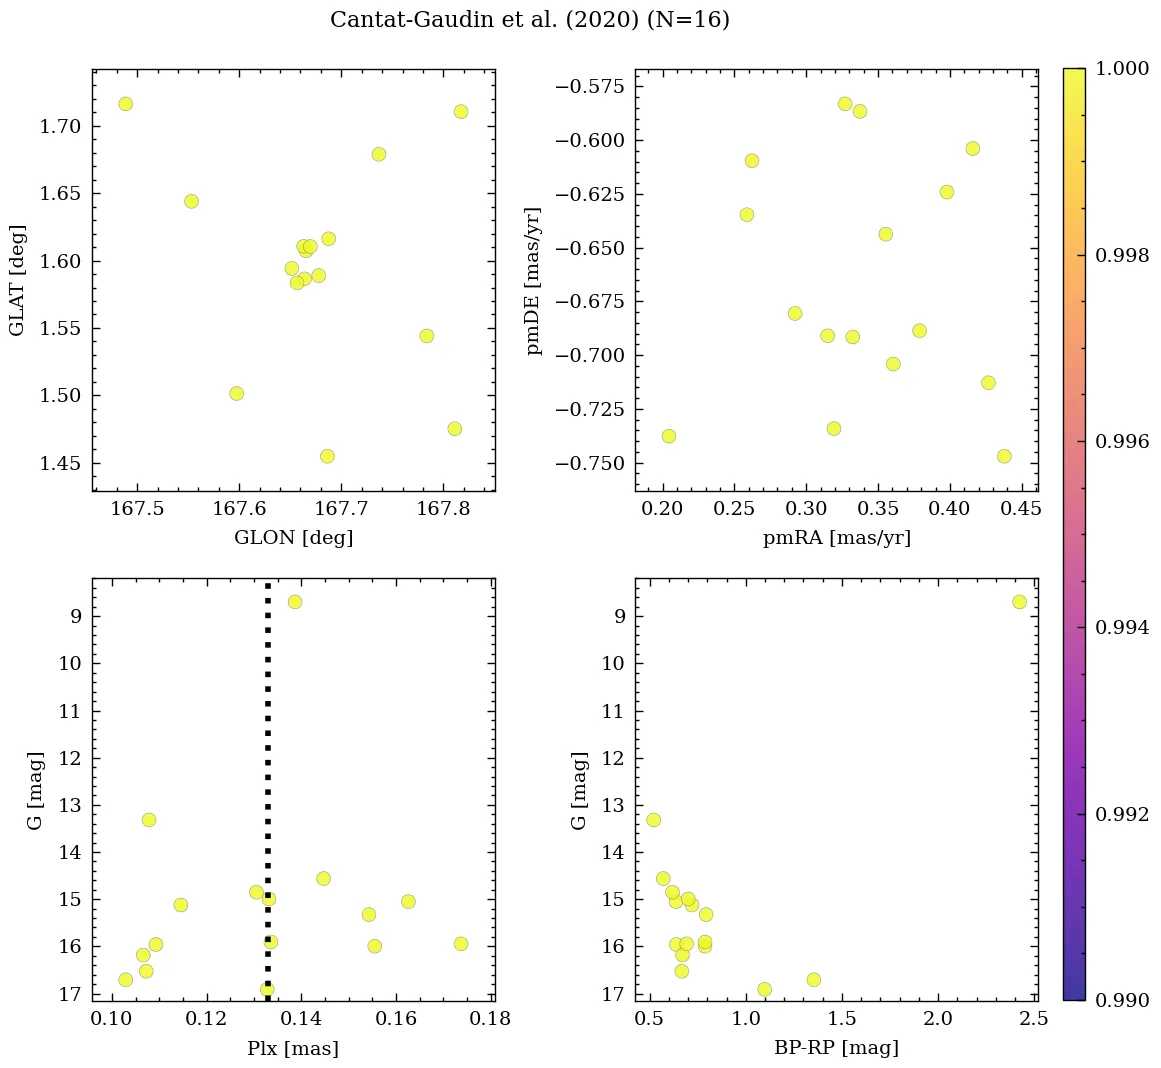 Cantat-Gaudin et al. (2020) (N=16)
1.70
1.65
1.60
1.55
1.50
1.45
GLAT [deg]
167.5 167.6 167.7 167.8
GLON [deg]
−0.575
−0.600
−0.625
−0.650
−0.675
−0.700
−0.725
−0.750
pmDE [mas/yr]
0.20 0.25 0.30 0.35 0.40 0.45
pmRA [mas/yr]
9
10
11
12
13
14
15
16
17
G [mag]
0.10 0.12 0.14 0.16 0.18
Plx [mas]
9
10
11
12
13
14
15
16
17
G [mag]
0.5 1.0 1.5 2.0 2.5
BP-RP [mag]
1.000
0.998
0.996
0.994
0.992
0.990